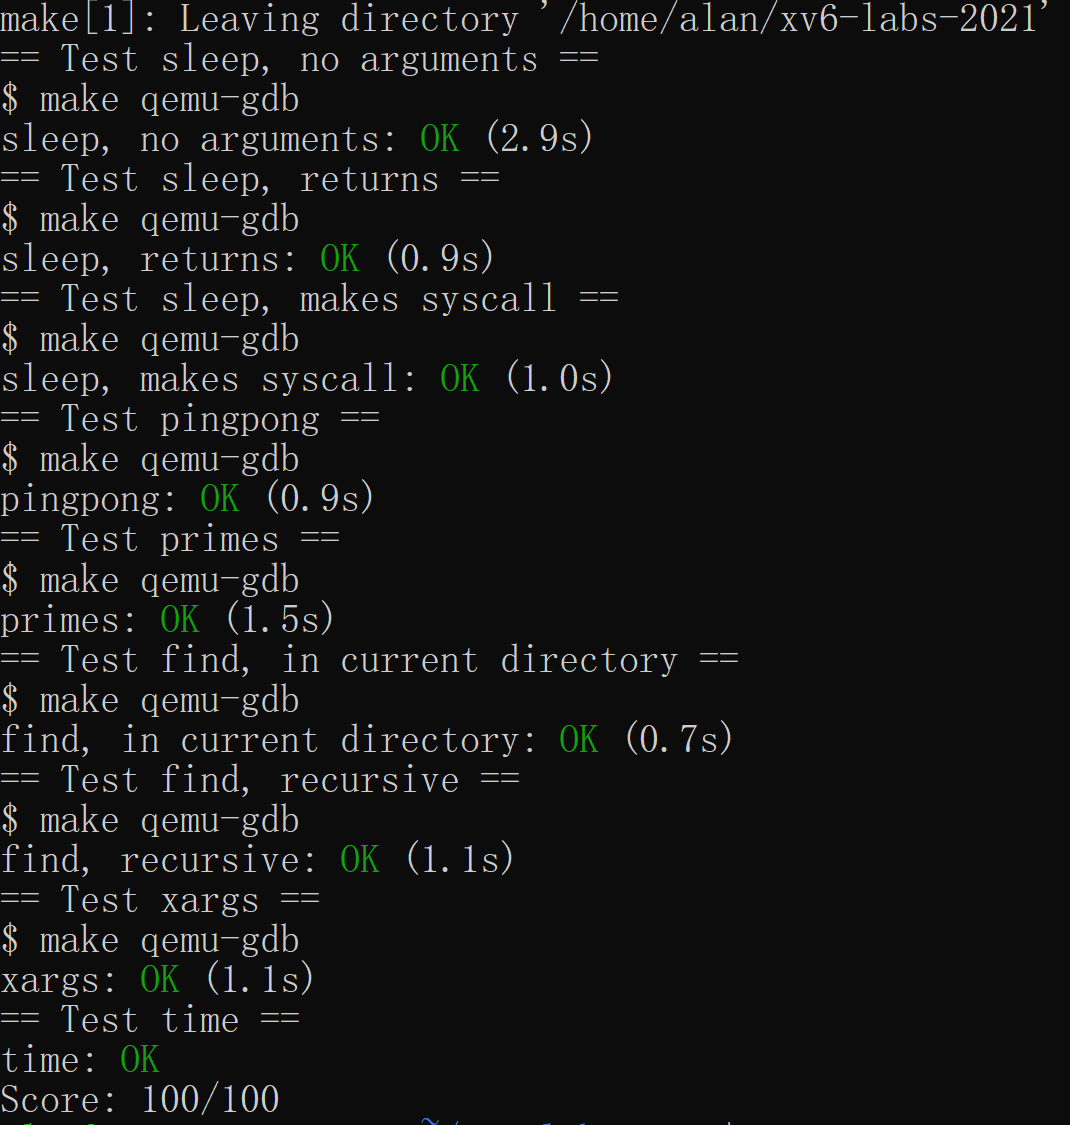 make[1]: Leaving directory '/home/alan/xv6-labs-2021'
== Test sleep, no arguments ==
$ make qemu-gdb
sleep, no arguments: OK (2.9s)
== Test sleep, returns ==
$ make qemu-gdb
sleep, returns: OK (0.9s)
== Test sleep, makes syscall ==
$ make qemu-gdb
sleep, makes syscall: OK (1.0s)
== Test pingpong ==
$ make qemu-gdb
pingpong: OK (0.9s)
== Test primes ==
$ make qemu-gdb
primes: OK (1.5s)
== Test find, in current directory ==
$ make qemu-gdb
find, in current directory: OK (0.7s)
== Test find, recursive ==
$ make qemu-gdb
find, recursive: OK (1.1s)
== Test xargs ==
$ make qemu-gdb
xargs: OK (1.1s)
== Test time ==
time: OK
Score: 100/100